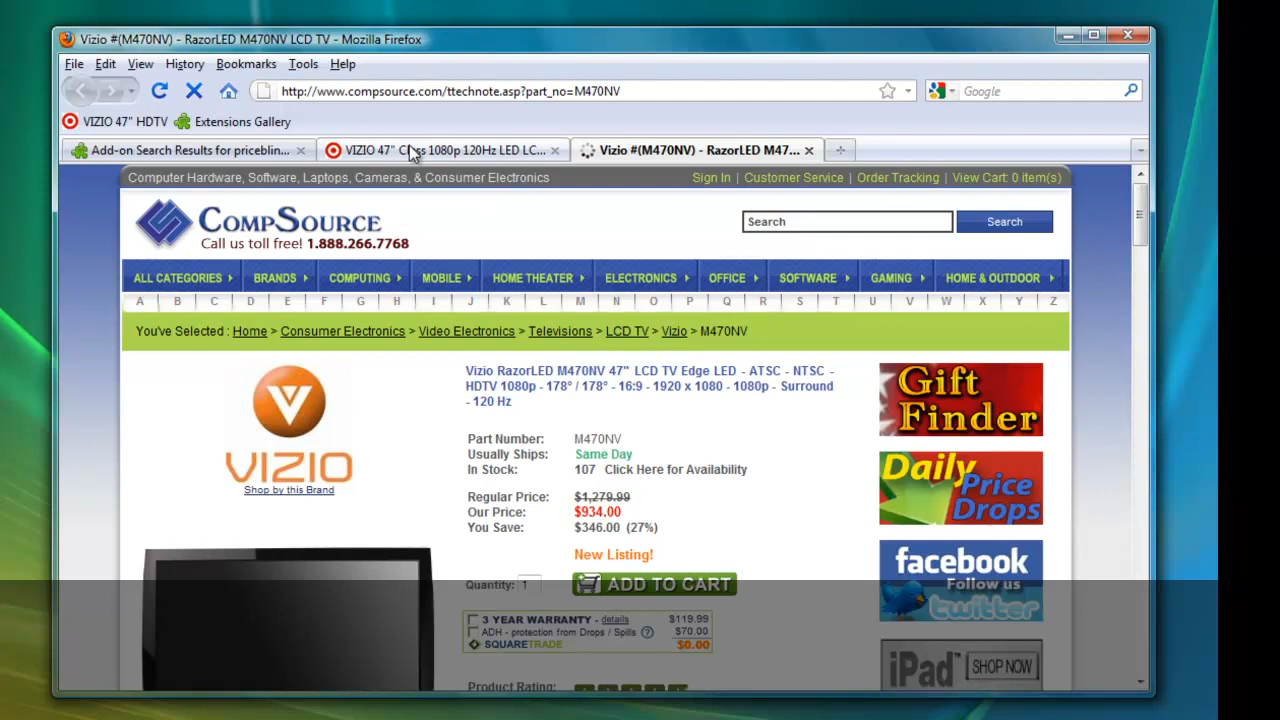 Vizio #(M470NV) - RazorLED M470NV LCD TV - Mozilla Firefox
File Edit View History Bookmarks Tools Help
http://www.compsource.com/ttechnote.asp?part_no=M470NV
Google
VIZIO 47" HDTV Extensions Gallery
Add-on Search Results for priceblin... VIZIO 47" Class 1080p 120Hz LED LC... Vizio #(M470NV) - RazorLED M47...
Computer Hardware, Software, Laptops, Cameras, & Consumer Electronics
Sign In | Customer Service | Order Tracking | View Cart: 0 item(s)
COMPSOURCE
Call us toll free! 1.888.266.7768
Search Search
ALL CATEGORIES BRANDS COMPUTING MOBILE HOME THEATER ELECTRONICS OFFICE SOFTWARE GAMING HOME & OUTDOOR
A B C D E F G H I J K L M N O P Q R S T U V W X Y Z
You've Selected : Home > Consumer Electronics > Video Electronics > Televisions > LCD TV > Vizio > M470NV
V
VIZIO
Shop by this Brand
Vizio RazorLED M470NV 47" LCD TV Edge LED - ATSC - NTSC -
HDTV 1080p - 178° / 178° - 16:9 - 1920 x 1080 - 1080p - Surround
- 120 Hz
Part Number: M470NV
Usually Ships: Same Day
In Stock: 107 Click Here for Availability
Regular Price: $1,279.99
Our Price: $934.00
You Save: $346.00 (27%)
New Listing!
Quantity: 1 ADD TO CART
3 YEAR WARRANTY - details $119.99
ADH - protection from Drops / Spills (?) $70.00
SQUARETRADE $0.00
Product Rating:
Gift
Finder
Daily
Price
Drops
facebook
Follow us
twitter
iPad SHOP NOW